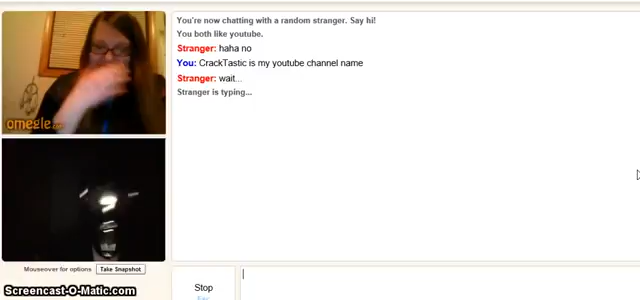 You're now chatting with a random stranger. Say hi!
You both like youtube.
Stranger: haha no
You: CrackTastic is my youtube channel name
Stranger: wait...
Stranger is typing...
omegle
Mouseover for options Take Snapshot
Screencast-O-Matic.com
Stop
Esc